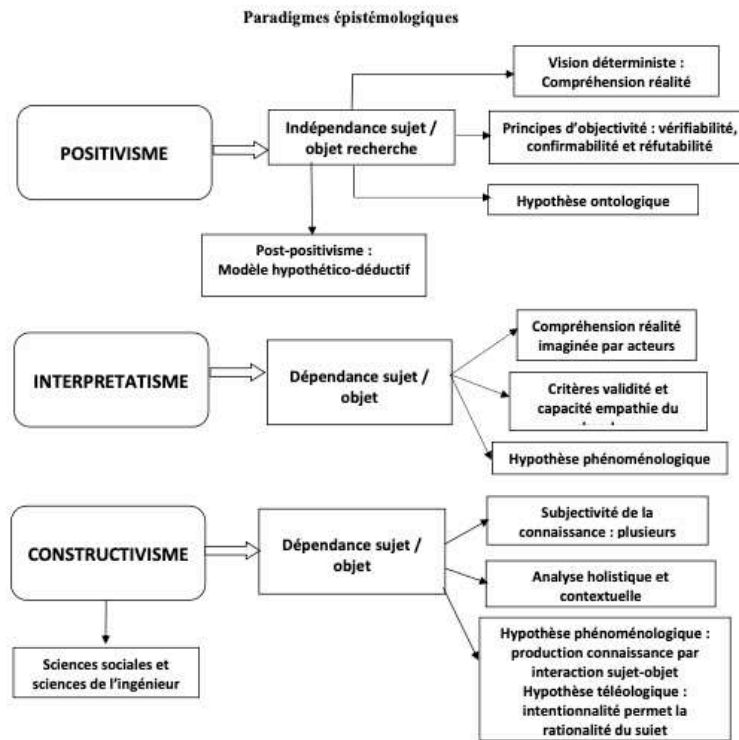 Paradigmes épistémologiques
Vision déterministe :
Compréhension réalité
POSITIVISME
Indépendance sujet /
objet recherche
Principes d'objectivité : vérifiabilité,
confirmabilité et réfutabilité
Hypothèse ontologique
Post-positivisme :
Modèle hypothético-déductif
INTERPRETATISME
Dépendance sujet /
objet
Compréhension réalité
imaginée par acteurs
Critères validité et
capacité empathie du
Hypothèse phénoménologique
CONSTRUCTIVISME
Dépendance sujet /
objet
Subjectivité de la
connaissance : plusieurs
Analyse holistique et
contextuelle
Hypothèse phénoménologique :
production connaissance par
interaction sujet-objet
Hypothèse téléologique :
intentionnalité permet la
rationalité du sujet
Sciences sociales et
sciences de l'ingénieur